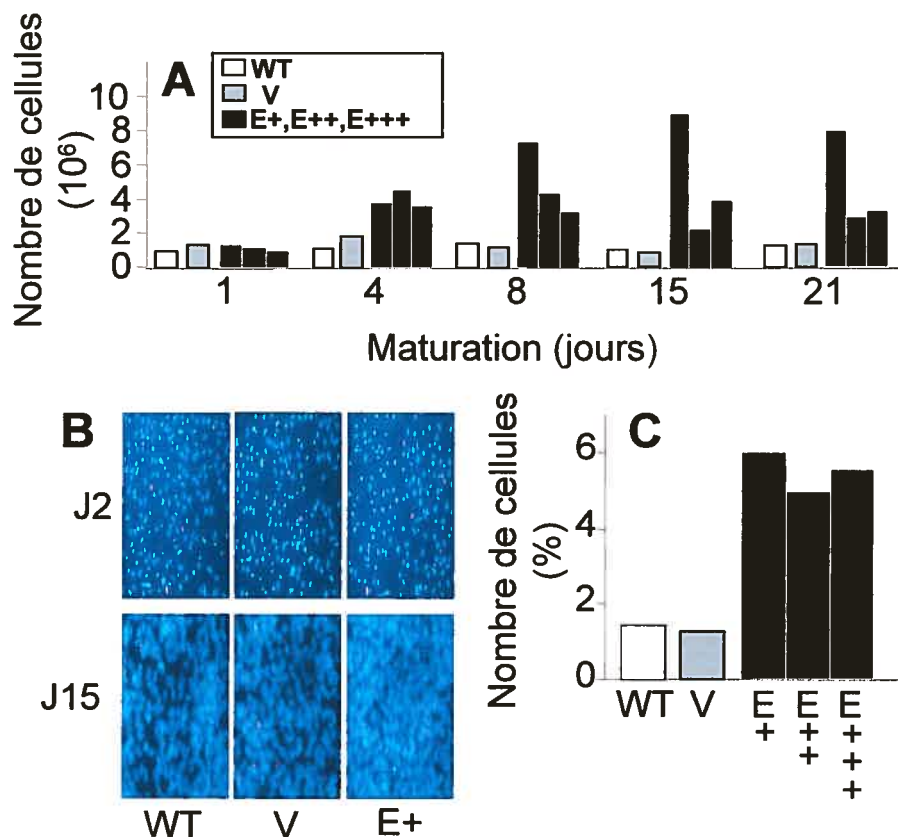 A
WT
V
E+,E++,E+++
Nombre de cellules
(10⁶)
10
8
6
4
2
0
1 4 8 15 21
Maturation (jours)
B
J2
J15
WT V E+
C
Nombre de cellules
(%)
6
4
2
0
WT V E+ E++ E+++